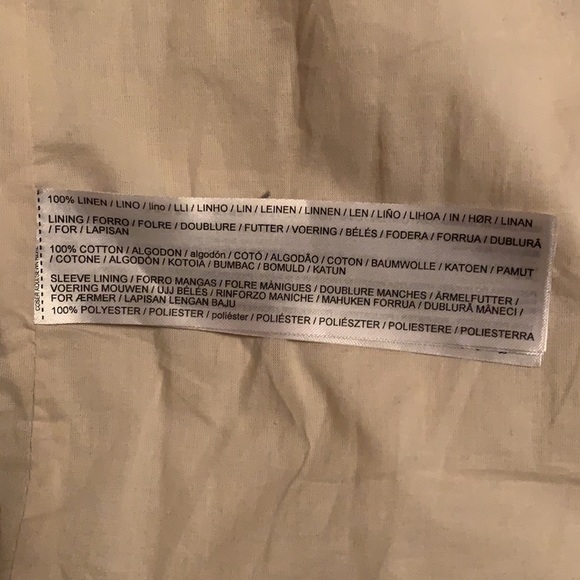 100% LINEN / LINO / lino / LLI / LINHO / LIN / LEINEN / LINNEN / LEN / LIÑO / LIHOA / IN / HØR / LINAN
LINING / FORRO / FOLRE / DOUBLURE / FUTTER / VOERING / BÉLÉS / FODERA / FORRUA / DUBLURĂ
/ FOR / LAPISAN
100% COTTON / ALGODON / algodón / COTÓ / ALGODÃO / COTON / BAUMWOLLE / KATOEN / PAMUT
/ COTONE / ALGODÓN / KOTOIA / BUMBAC / BOMULD / KATUN
SLEEVE LINING / FORRO MANGAS / FOLRE MÀNIGUES / DOUBLURE MANCHES / ÄRMELFUTTER /
VOERING MOUWEN / UJJ BÉLÉS / RINFORZO MANICHE / MAHUKEN FORRUA / DUBLURĂ MÂNECI /
FOR ÆRMER / LAPISAN LENGAN BAJU
100% POLYESTER / POLIESTER / poliéster / POLIÉSTER / POLIÉSZTER / POLIESTERE / POLIESTERRA